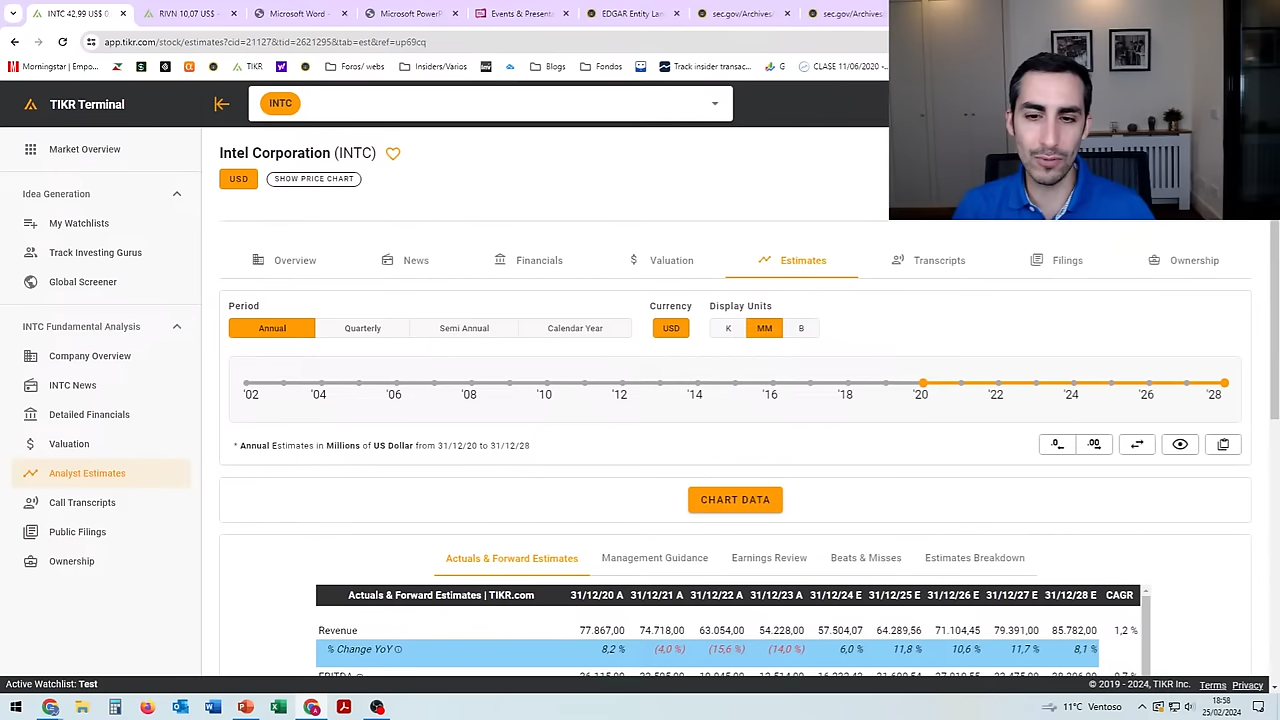 INTC 42.99 US$ 0
RIVN 10,07 US$
Microsoft Word -
Microsoft PowerP
Events & Presenta
EDGAR Entity Lan
sec.gov/Archives/
sec.gov/Archives/
app.tikr.com/stock/estimates?cid=21127&tid=2621295&tab=est&ref=up69cq
Morningstar | Empo...
TIKR
Foros/ webs
Insiders/Varios
Blogs
Fondos
Track insider transac...
G
CLASE 11/06/2020 -...
TIKR Terminal
INTC
Market Overview
Idea Generation
My Watchlists
Track Investing Gurus
Global Screener
INTC Fundamental Analysis
Company Overview
INTC News
Detailed Financials
Valuation
Analyst Estimates
Call Transcripts
Public Filings
Ownership
Intel Corporation (INTC)
USD
SHOW PRICE CHART
Overview
News
Financials
Valuation
Estimates
Transcripts
Filings
Ownership
Period
Currency
Display Units
Annual
Quarterly
Semi Annual
Calendar Year
USD
K
MM
B
'02 '04 '06 '08 '10 '12 '14 '16 '18 '20 '22 '24 '26 '28
* Annual Estimates in Millions of US Dollar from 31/12/20 to 31/12/28
.0
.00
CHART DATA
Actuals & Forward Estimates
Management Guidance
Earnings Review
Beats & Misses
Estimates Breakdown
Actuals & Forward Estimates | TIKR.com 31/12/20 A 31/12/21 A 31/12/22 A 31/12/23 A 31/12/24 E 31/12/25 E 31/12/26 E 31/12/27 E 31/12/28 E CAGR
Revenue 77.867,00 74.718,00 63.054,00 54.228,00 57.504,07 64.289,56 71.104,45 79.391,00 85.782,00 1,2 %
% Change YoY 8,2 % (4,0 %) (15,6 %) (14,0 %) 6,0 % 11,8 % 10,6 % 11,7 % 8,1 %
Active Watchlist: Test
© 2019 - 2024, TIKR Inc. Terms Privacy
11°C Ventoso
18:58
25/02/2024